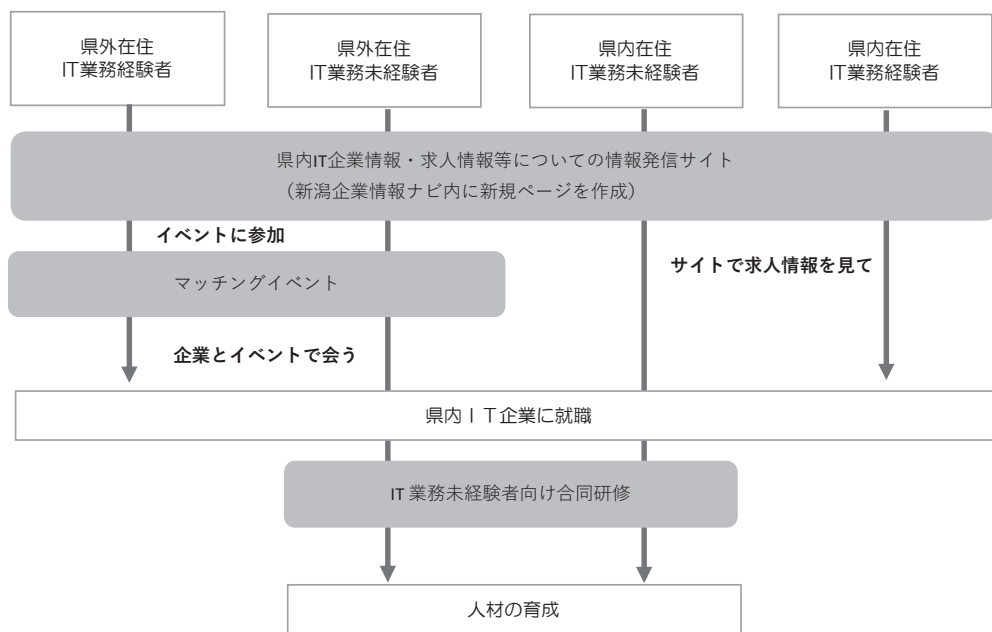 県外在住
IT業務経験者
県外在住
IT業務未経験者
県内在住
IT業務未経験者
県内在住
IT業務経験者
県内IT企業情報・求人情報等についての情報発信サイト
（新潟企業情報ナビ内に新規ページを作成）
イベントに参加
サイトで求人情報を見て
マッチングイベント
企業とイベントで会う
県内ＩＴ企業に就職
IT 業務未経験者向け合同研修
人材の育成